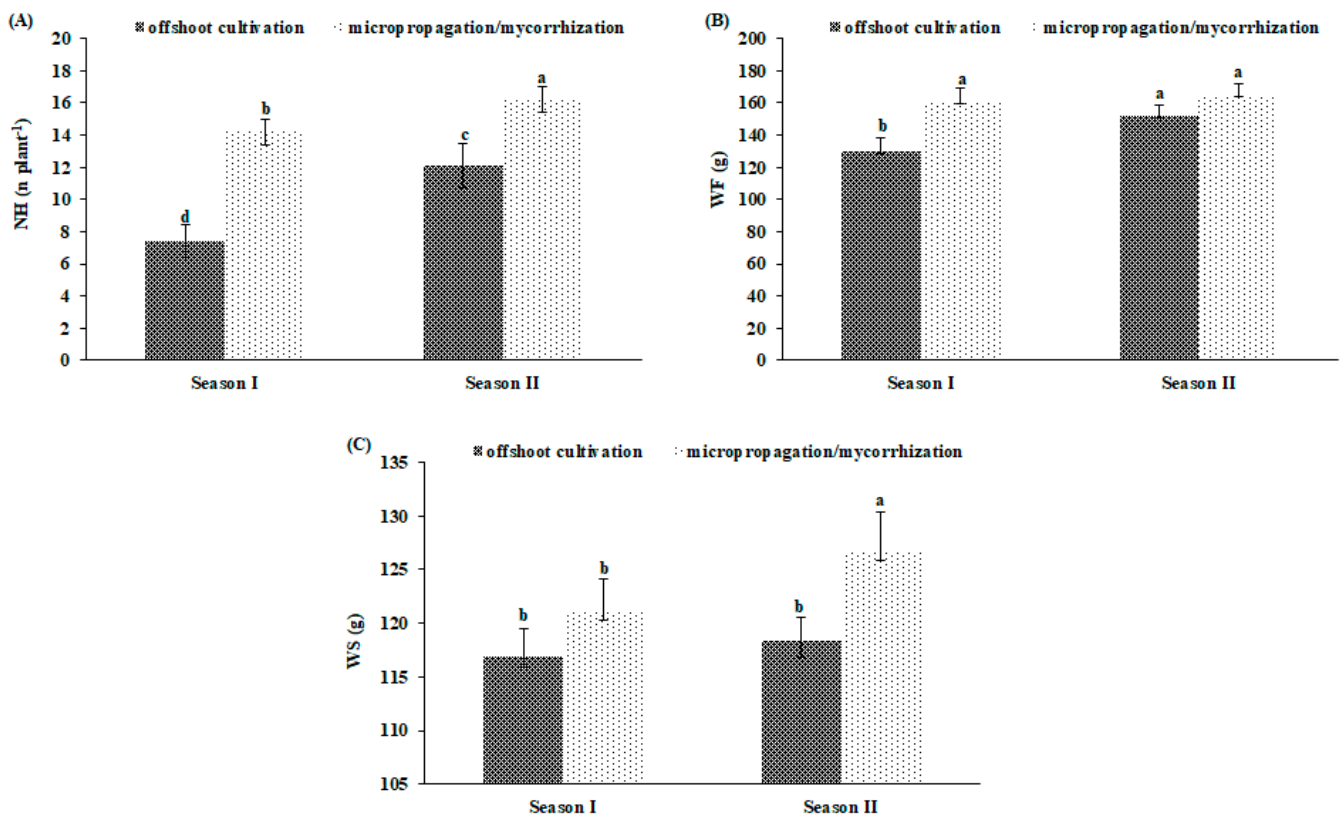 (A)
offshoot cultivation micropropagation/mycorrhization
NH (n plant⁻¹)
20
18
16
14
12
10
8
6
4
2
0
d
b
c
a
Season I Season II
(B)
offshoot cultivation micropropagation/mycorrhization
WF (g)
200
180
160
140
120
100
80
60
40
20
0
b
a
a
a
Season I Season II
(C)
offshoot cultivation micropropagation/mycorrhization
WS (g)
135
130
125
120
115
110
105
b
b
b
a
Season I Season II